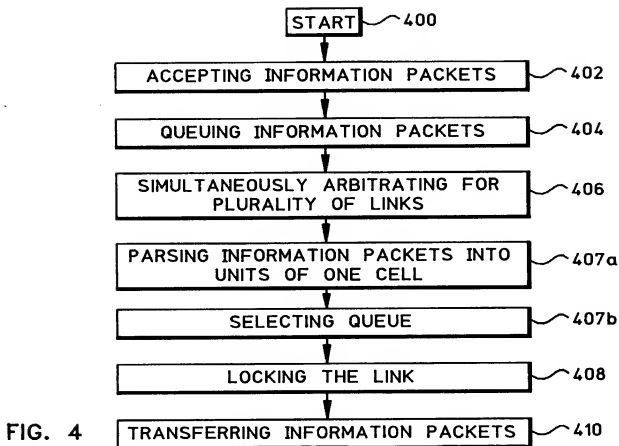 START 400
ACCEPTING INFORMATION PACKETS 402
QUEUING INFORMATION PACKETS 404
SIMULTANEOUSLY ARBITRATING FOR
PLURALITY OF LINKS 406
PARSING INFORMATION PACKETS INTO
UNITS OF ONE CELL 407a
SELECTING QUEUE 407b
LOCKING THE LINK 408
FIG. 4 TRANSFERRING INFORMATION PACKETS 410